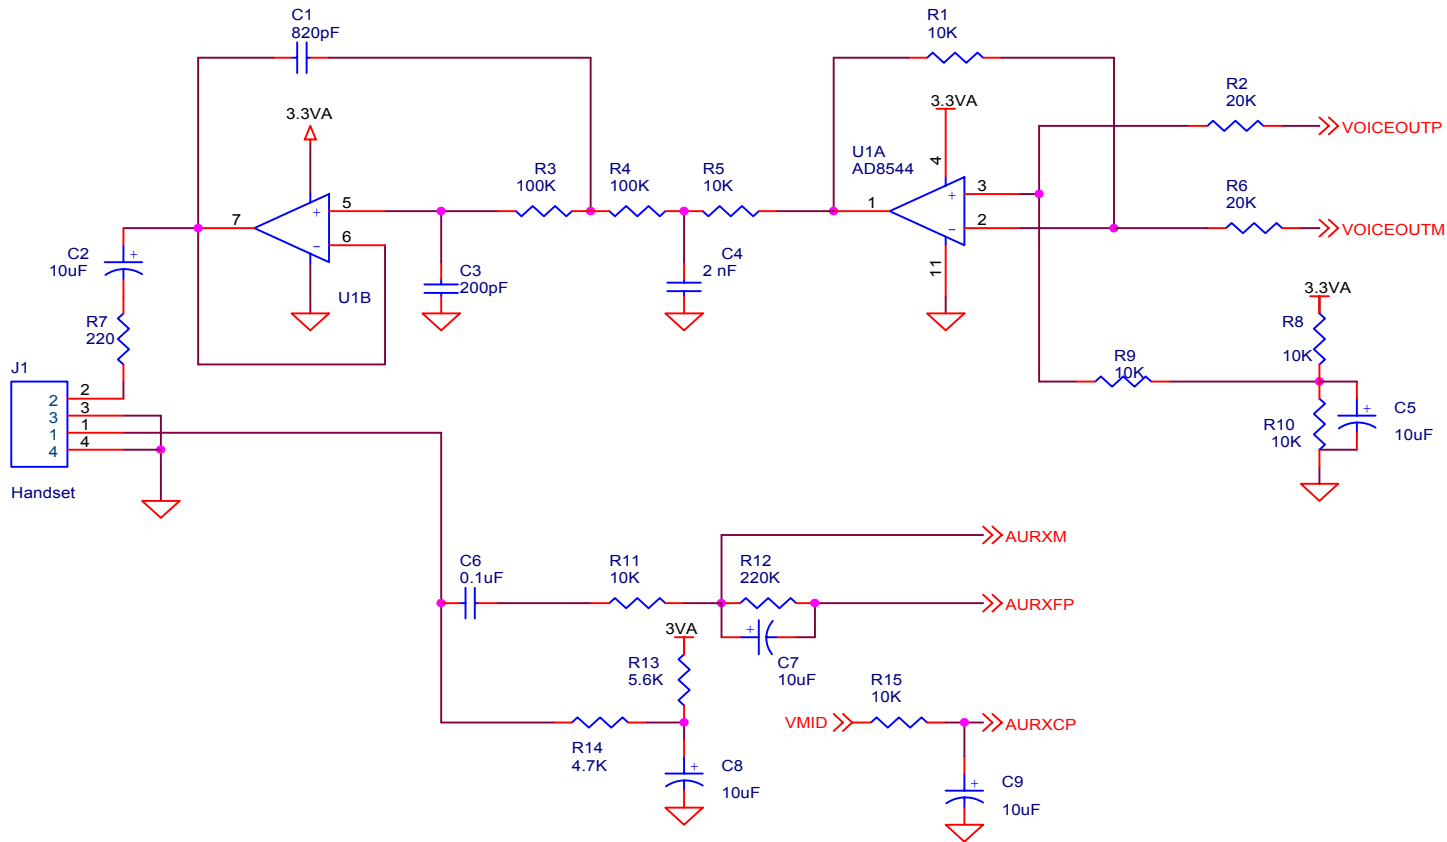 C1
820pF
R1
10K
3.3VA
3.3VA
R2
20K
VOICEOUTP
U1A
AD8544
4
R3
100K
R4
100K
R5
10K
R6
20K
5
+
7
6
−
3
+
1
2
−
VOICEOUTM
11
C2
10uF
+
C3
200pF
C4
2 nF
U1B
3.3VA
R8
10K
R7
220
R9
10K
J1
2
2
3
3
1
1
4
4
Handset
+
C5
10uF
R10
10K
AURXM
C6
0.1uF
R11
10K
R12
220K
AURXFP
3VA
+
C7
10uF
R13
5.6K
R15
10K
VMID
AURXCP
R14
4.7K
+
C8
10uF
+
C9
10uF